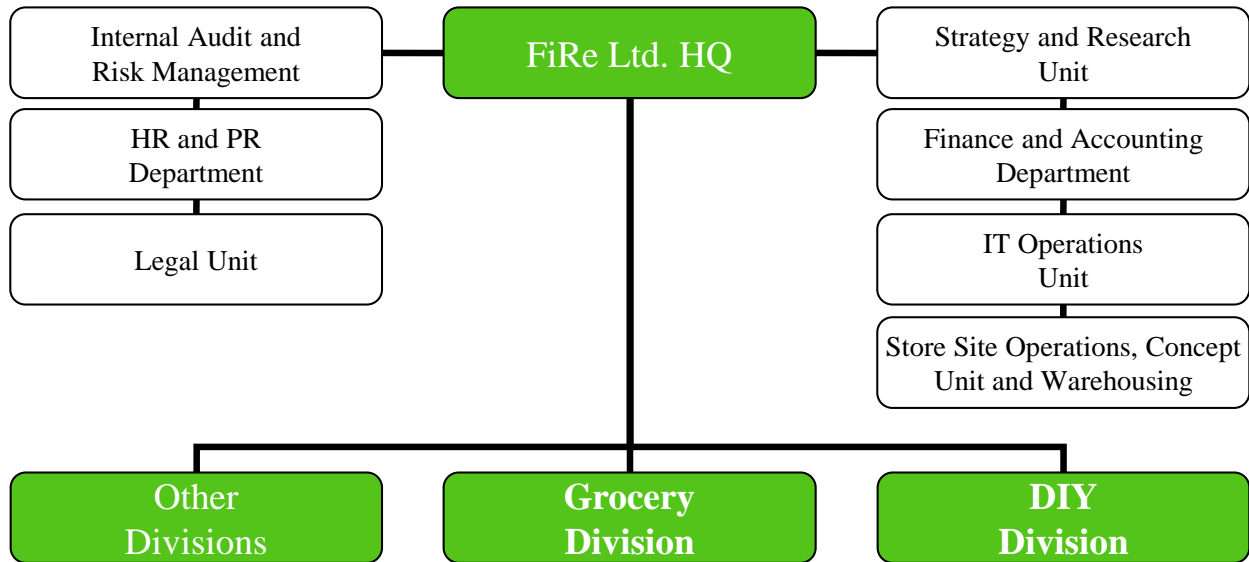 Internal Audit and
Risk Management
FiRe Ltd. HQ
Strategy and Research
Unit
HR and PR
Department
Finance and Accounting
Department
Legal Unit
IT Operations
Unit
Store Site Operations, Concept
Unit and Warehousing
Other
Divisions
Grocery
Division
DIY
Division